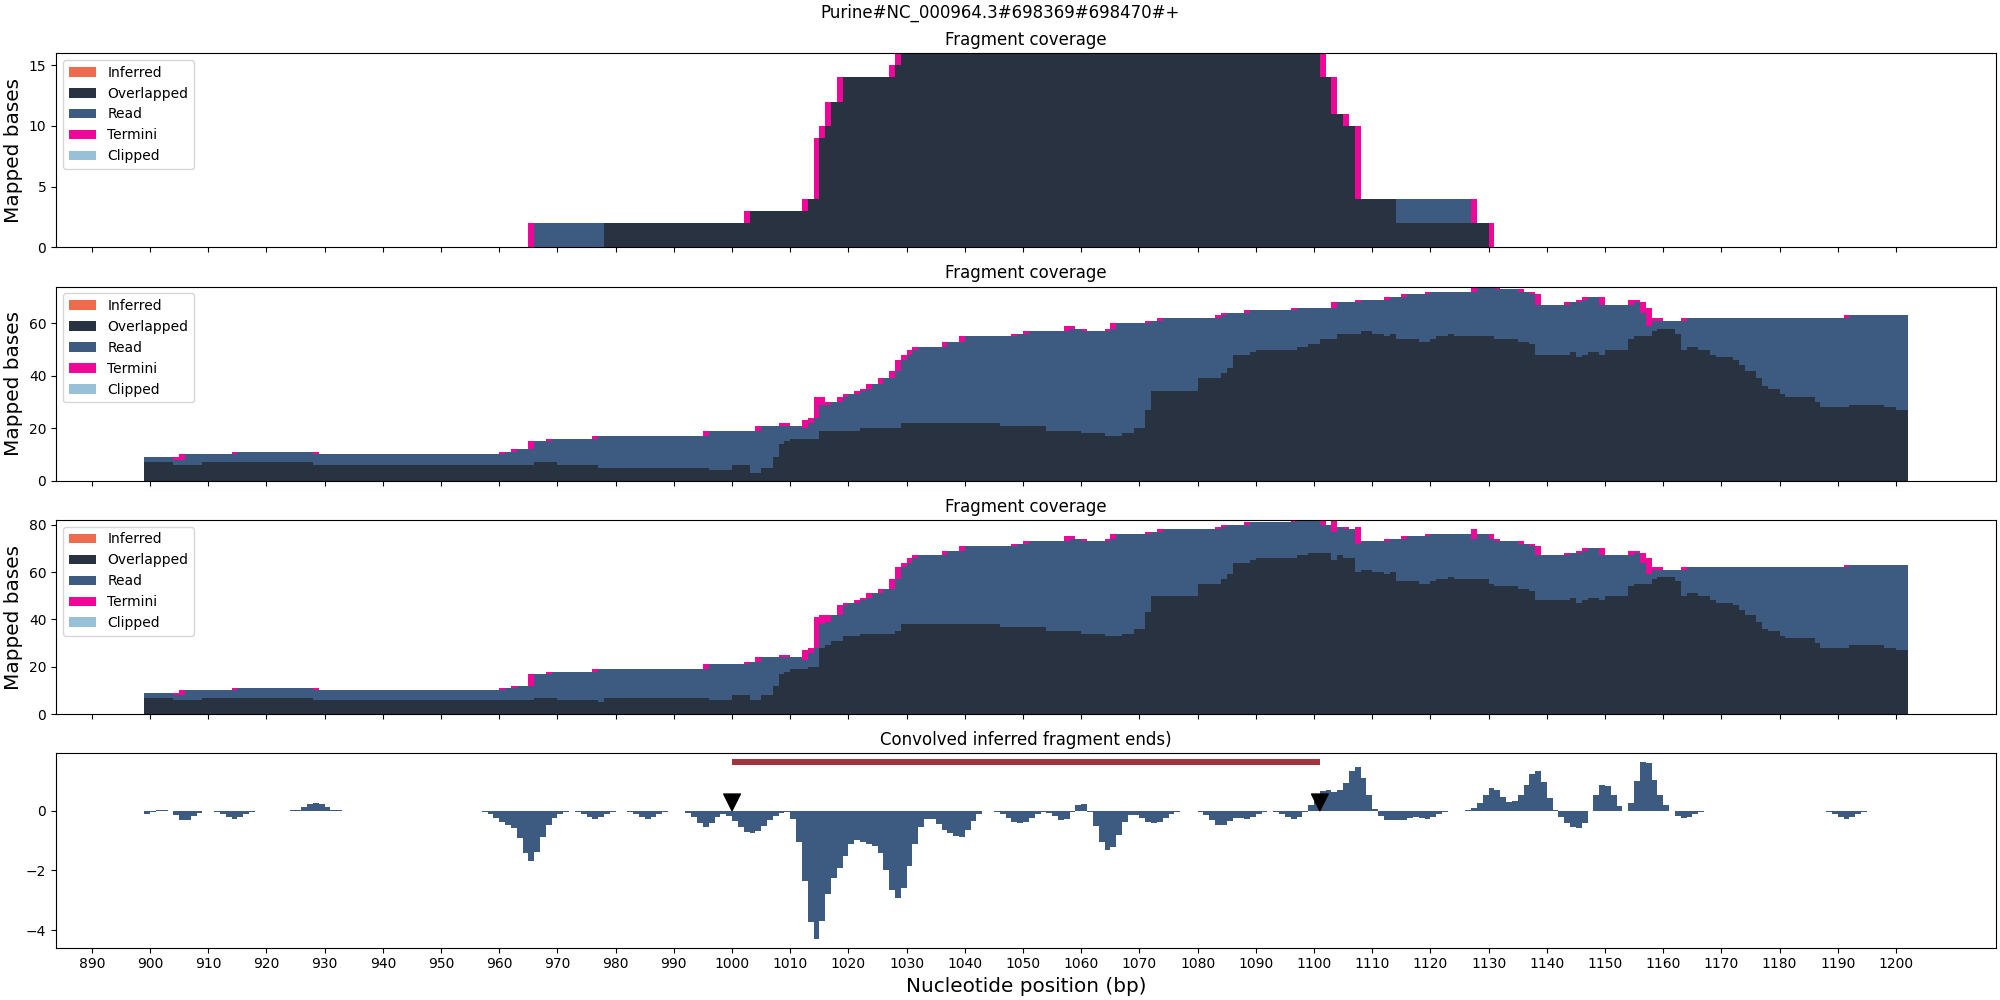 Purine#NC_000964.3#698369#698470#+
Fragment coverage
Mapped bases
15
10
5
0
Inferred
Overlapped
Read
Termini
Clipped
Fragment coverage
Mapped bases
60
40
20
0
Inferred
Overlapped
Read
Termini
Clipped
Fragment coverage
Mapped bases
80
60
40
20
0
Inferred
Overlapped
Read
Termini
Clipped
Convolved inferred fragment ends)
0
−2
−4
890 900 910 920 930 940 950 960 970 980 990 1000 1010 1020 1030 1040 1050 1060 1070 1080 1090 1100 1110 1120 1130 1140 1150 1160 1170 1180 1190 1200
Nucleotide position (bp)